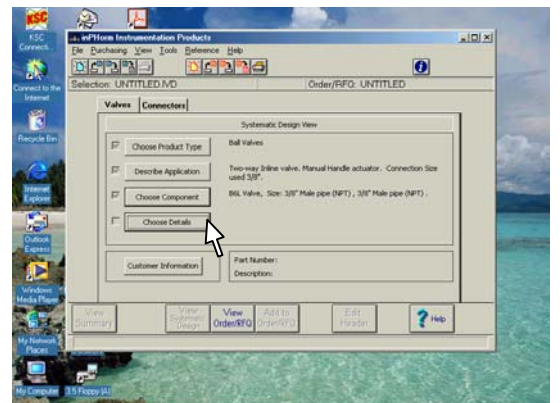 KSC
KSC
Connecti...
Connect to the
Internet
Recycle Bin
Internet
Explorer
Outlook
Express
Windows
Media Player
My Network
Places
My Computer
3.5 Floppy (A)
inPHorm Instrumentation Products
File Purchasing View Tools Reference Help
Selection: UNTITLED.IVD
Order/RFQ: UNTITLED
Valves Connectors
Systematic Design View
Choose Product Type
Ball Valves
Describe Application
Two-way Inline valve. Manual Handle actuator. Connection Size
used 3/8".
Choose Component
B6L Valve, Size: 3/8" Male pipe (NPT) , 3/8" Male pipe (NPT) .
Choose Details
Customer Information
Part Number:
Description:
View
Summary
View
Systematic
Design
View
Order/RFQ
Add to
Order/RFQ
Edit
Header
Help